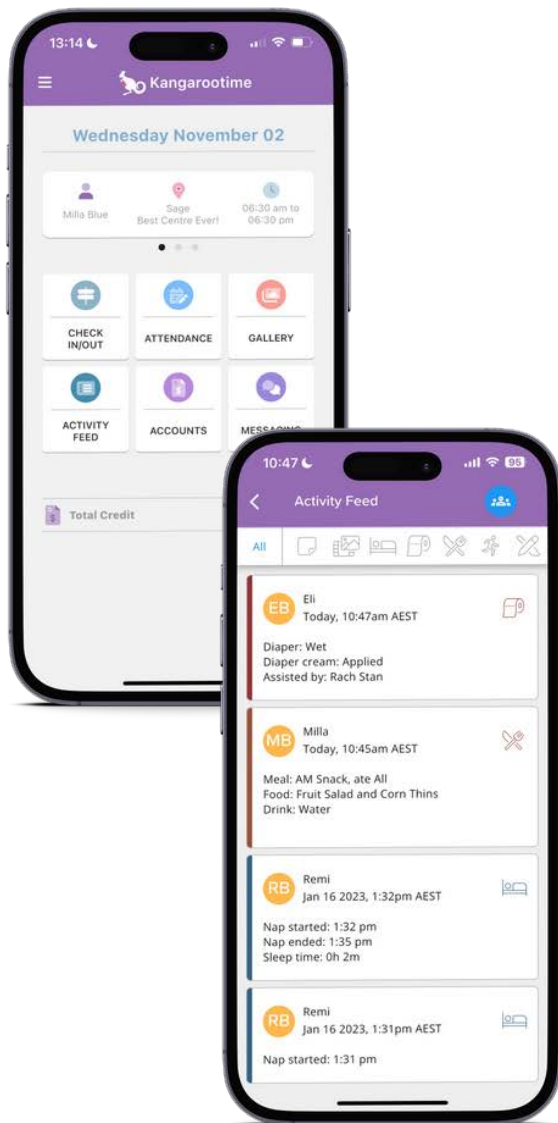 13:14
Kangarootime
Wednesday November 02
Milla Blue
Sage
Best Centre Ever!
06:30 am to
06:30 pm
CHECK
IN/OUT
ATTENDANCE
GALLERY
ACTIVITY
FEED
ACCOUNTS
MESSAGING
$ Total Credit
10:47
95
Activity Feed
All
EB
Eli
Today, 10:47am AEST
Diaper: Wet
Diaper cream: Applied
Assisted by: Rach Stan
MB
Milla
Today, 10:45am AEST
Meal: AM Snack, ate All
Food: Fruit Salad and Corn Thins
Drink: Water
RB
Remi
Jan 16 2023, 1:32pm AEST
Nap started: 1:32 pm
Nap ended: 1:35 pm
Sleep time: 0h 2m
RB
Remi
Jan 16 2023, 1:31pm AEST
Nap started: 1:31 pm